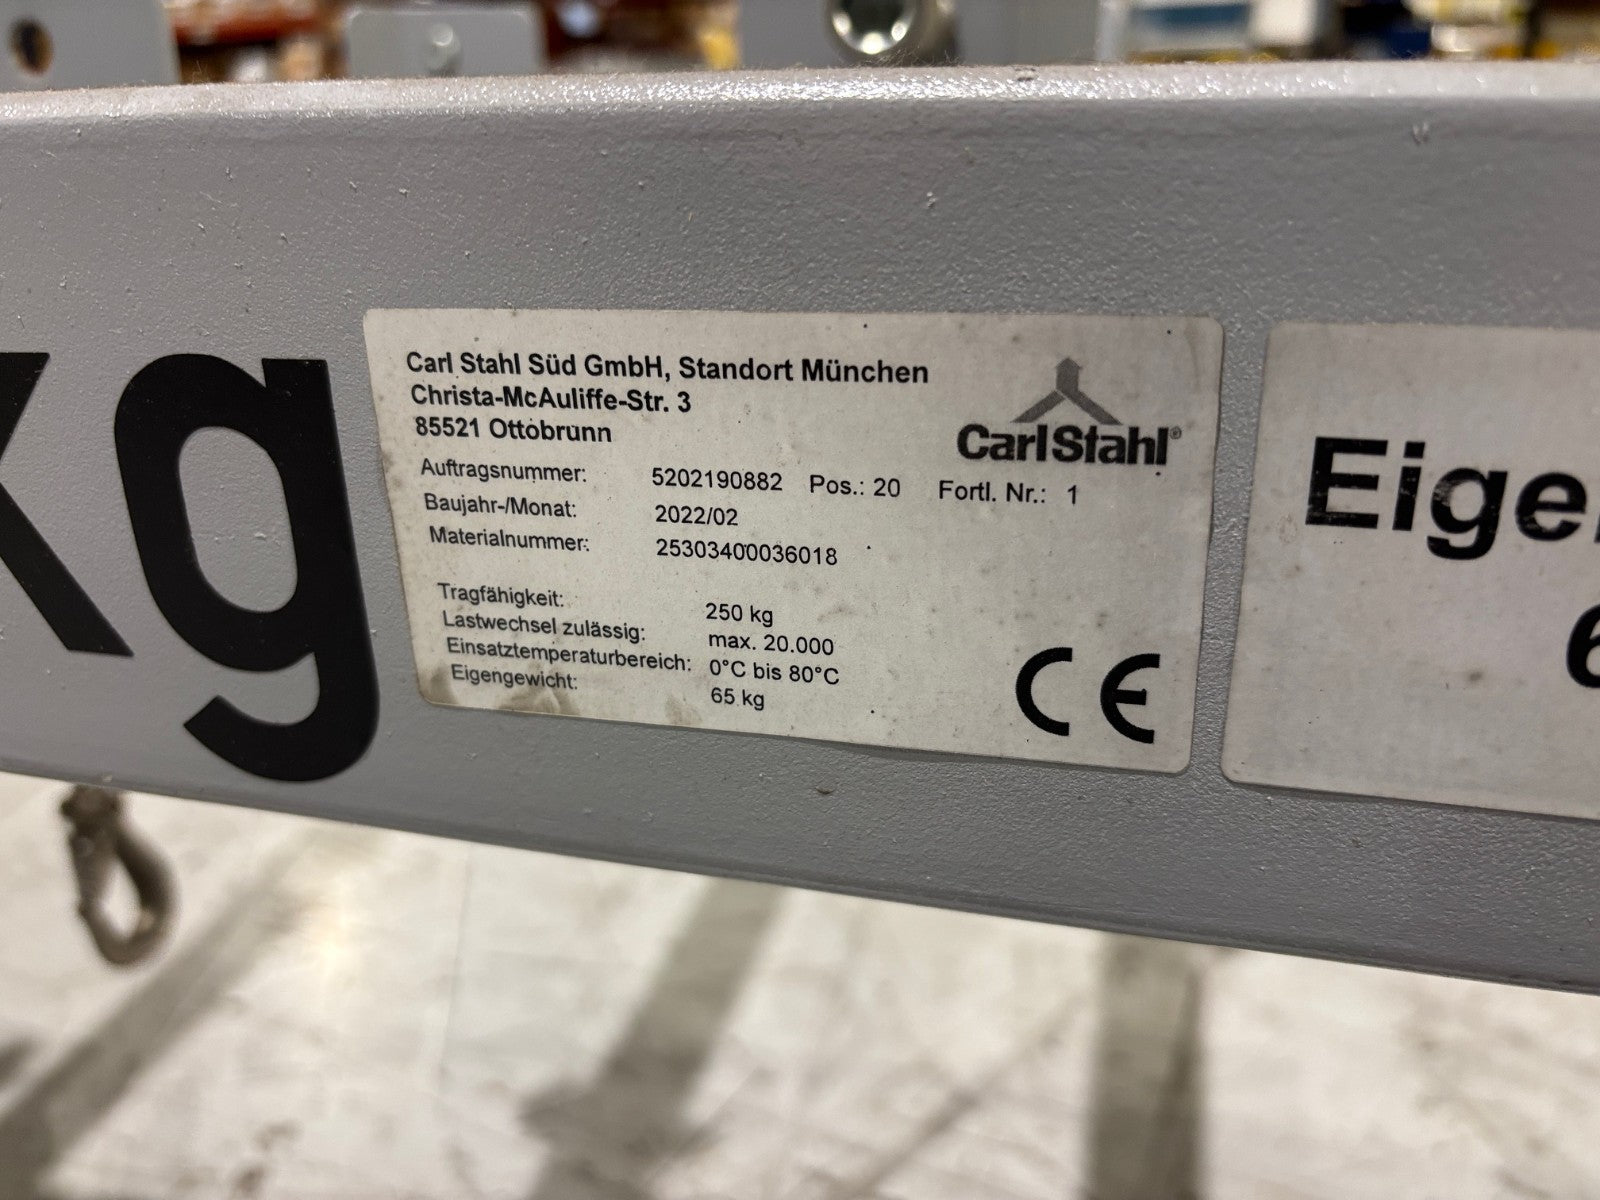 kg
Carl Stahl Süd GmbH, Standort München
Christa-McAuliffe-Str. 3
85521 Ottobrunn
CarlStahl®
Auftragsnummer: 5202190882 Pos.: 20 Fortl. Nr.: 1
Baujahr-/Monat: 2022/02
Materialnummer: 25303400036018
Tragfähigkeit: 250 kg
Lastwechsel zulässig: max. 20.000
Einsatztemperaturbereich: 0°C bis 80°C
Eigengewicht: 65 kg
CE
Eige
6